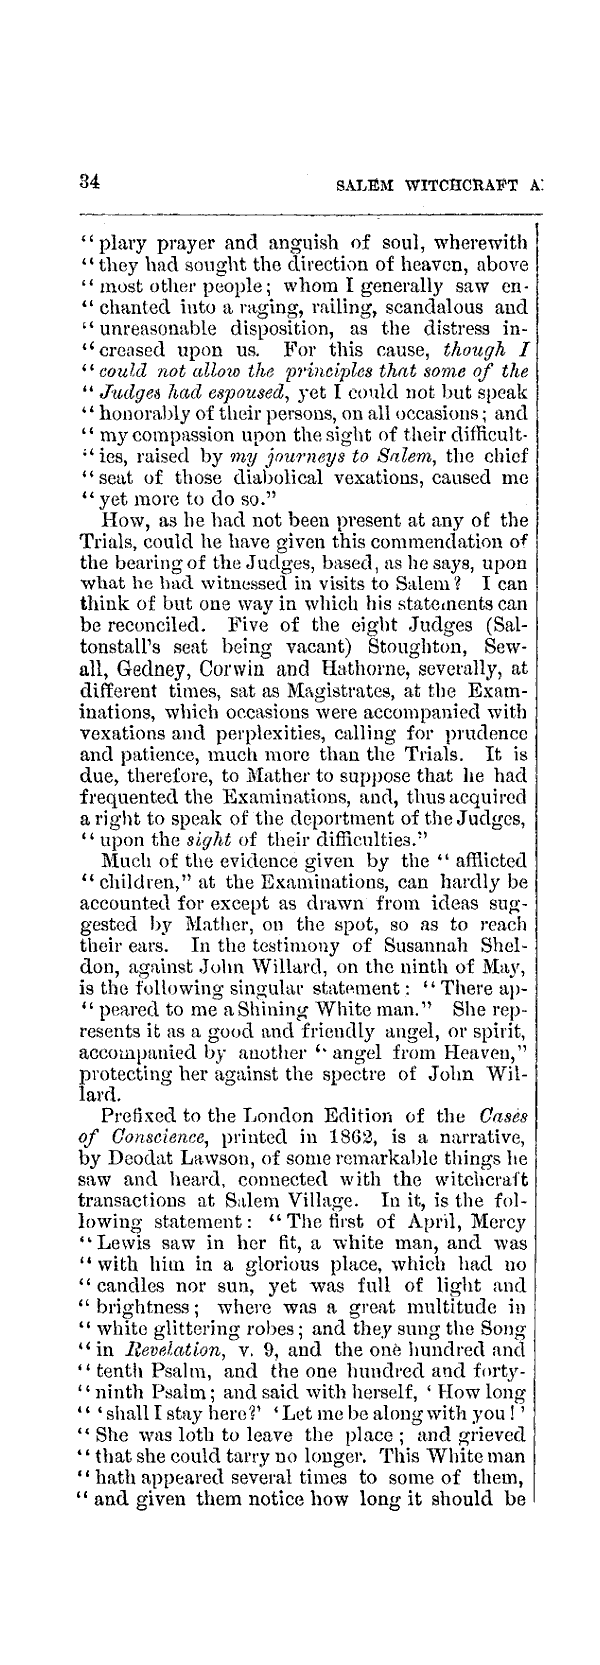 34
SALEM WITCHCRAFT A
“plary prayer and anguish of soul, wherewith
“they had sought the direction of heaven, above
“most other people; whom I generally saw en-
“chanted into a raging, railing, scandalous and
“unreasonable disposition, as the distress in-
“creased upon us. For this cause, though I
“could not allow the principles that some of the
“Judges had espoused, yet I could not but speak
“honorably of their persons, on all occasions; and
“my compassion upon the sight of their difficult-
“ies, raised by my journeys to Salem, the chief
“seat of those diabolical vexations, caused me
“yet more to do so.”
How, as he had not been present at any of the
Trials, could he have given this commendation of
the bearing of the Judges, based, as he says, upon
what he had witnessed in visits to Salem? I can
think of but one way in which his statements can
be reconciled. Five of the eight Judges (Sal-
tonstall's seat being vacant) Stoughton, Sew-
all, Gedney, Corwin and Hathorne, severally, at
different times, sat as Magistrates, at the Exam-
inations, which occasions were accompanied with
vexations and perplexities, calling for prudence
and patience, much more than the Trials. It is
due, therefore, to Mather to suppose that he had
frequented the Examinations, and, thus acquired
a right to speak of the deportment of the Judges,
“upon the sight of their difficulties.”
Much of the evidence given by the “afflicted
“children,” at the Examinations, can hardly be
accounted for except as drawn from ideas sug-
gested by Mather, on the spot, so as to reach
their ears. In the testimony of Susannah Shel-
don, against John Willard, on the ninth of May,
is the following singular statement: “There ap-
“peared to me a Shining White man.” She rep-
resents it as a good and friendly angel, or spirit,
accompanied by another “angel from Heaven,”
protecting her against the spectre of John Wil-
lard.
Prefixed to the London Edition of the Cases
of Conscience, printed in 1862, is a narrative,
by Deodat Lawson, of some remarkable things he
saw and heard, connected with the witchcraft
transactions at Salem Village. In it, is the fol-
lowing statement: “The first of April, Mercy
“Lewis saw in her fit, a white man, and was
“with him in a glorious place, which had no
“candles nor sun, yet was full of light and
“brightness; where was a great multitude in
“white glittering robes; and they sung the Song
“in Revelation, v. 9, and the one hundred and
“tenth Psalm, and the one hundred and forty-
“ninth Psalm; and said with herself, ‘How long
“‘shall I stay here?’ ‘Let me be along with you!’
“She was loth to leave the place; and grieved
“that she could tarry no longer. This White man
“hath appeared several times to some of them,
“and given them notice how long it should be